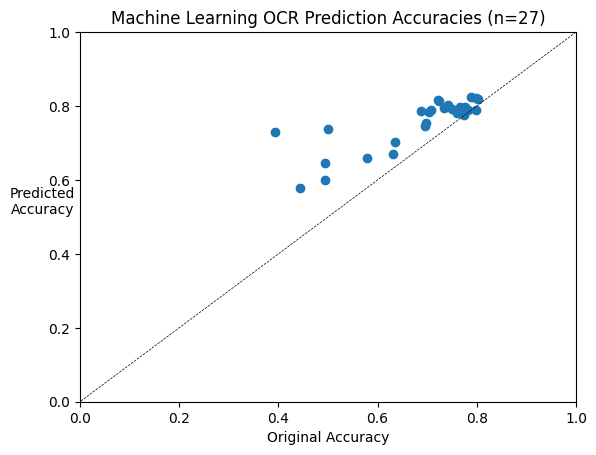 Machine Learning OCR Prediction Accuracies (n=27)
1.0
0.8
0.6
Predicted
Accuracy
0.4
0.2
0.0
0.0 0.2 0.4 0.6 0.8 1.0
Original Accuracy